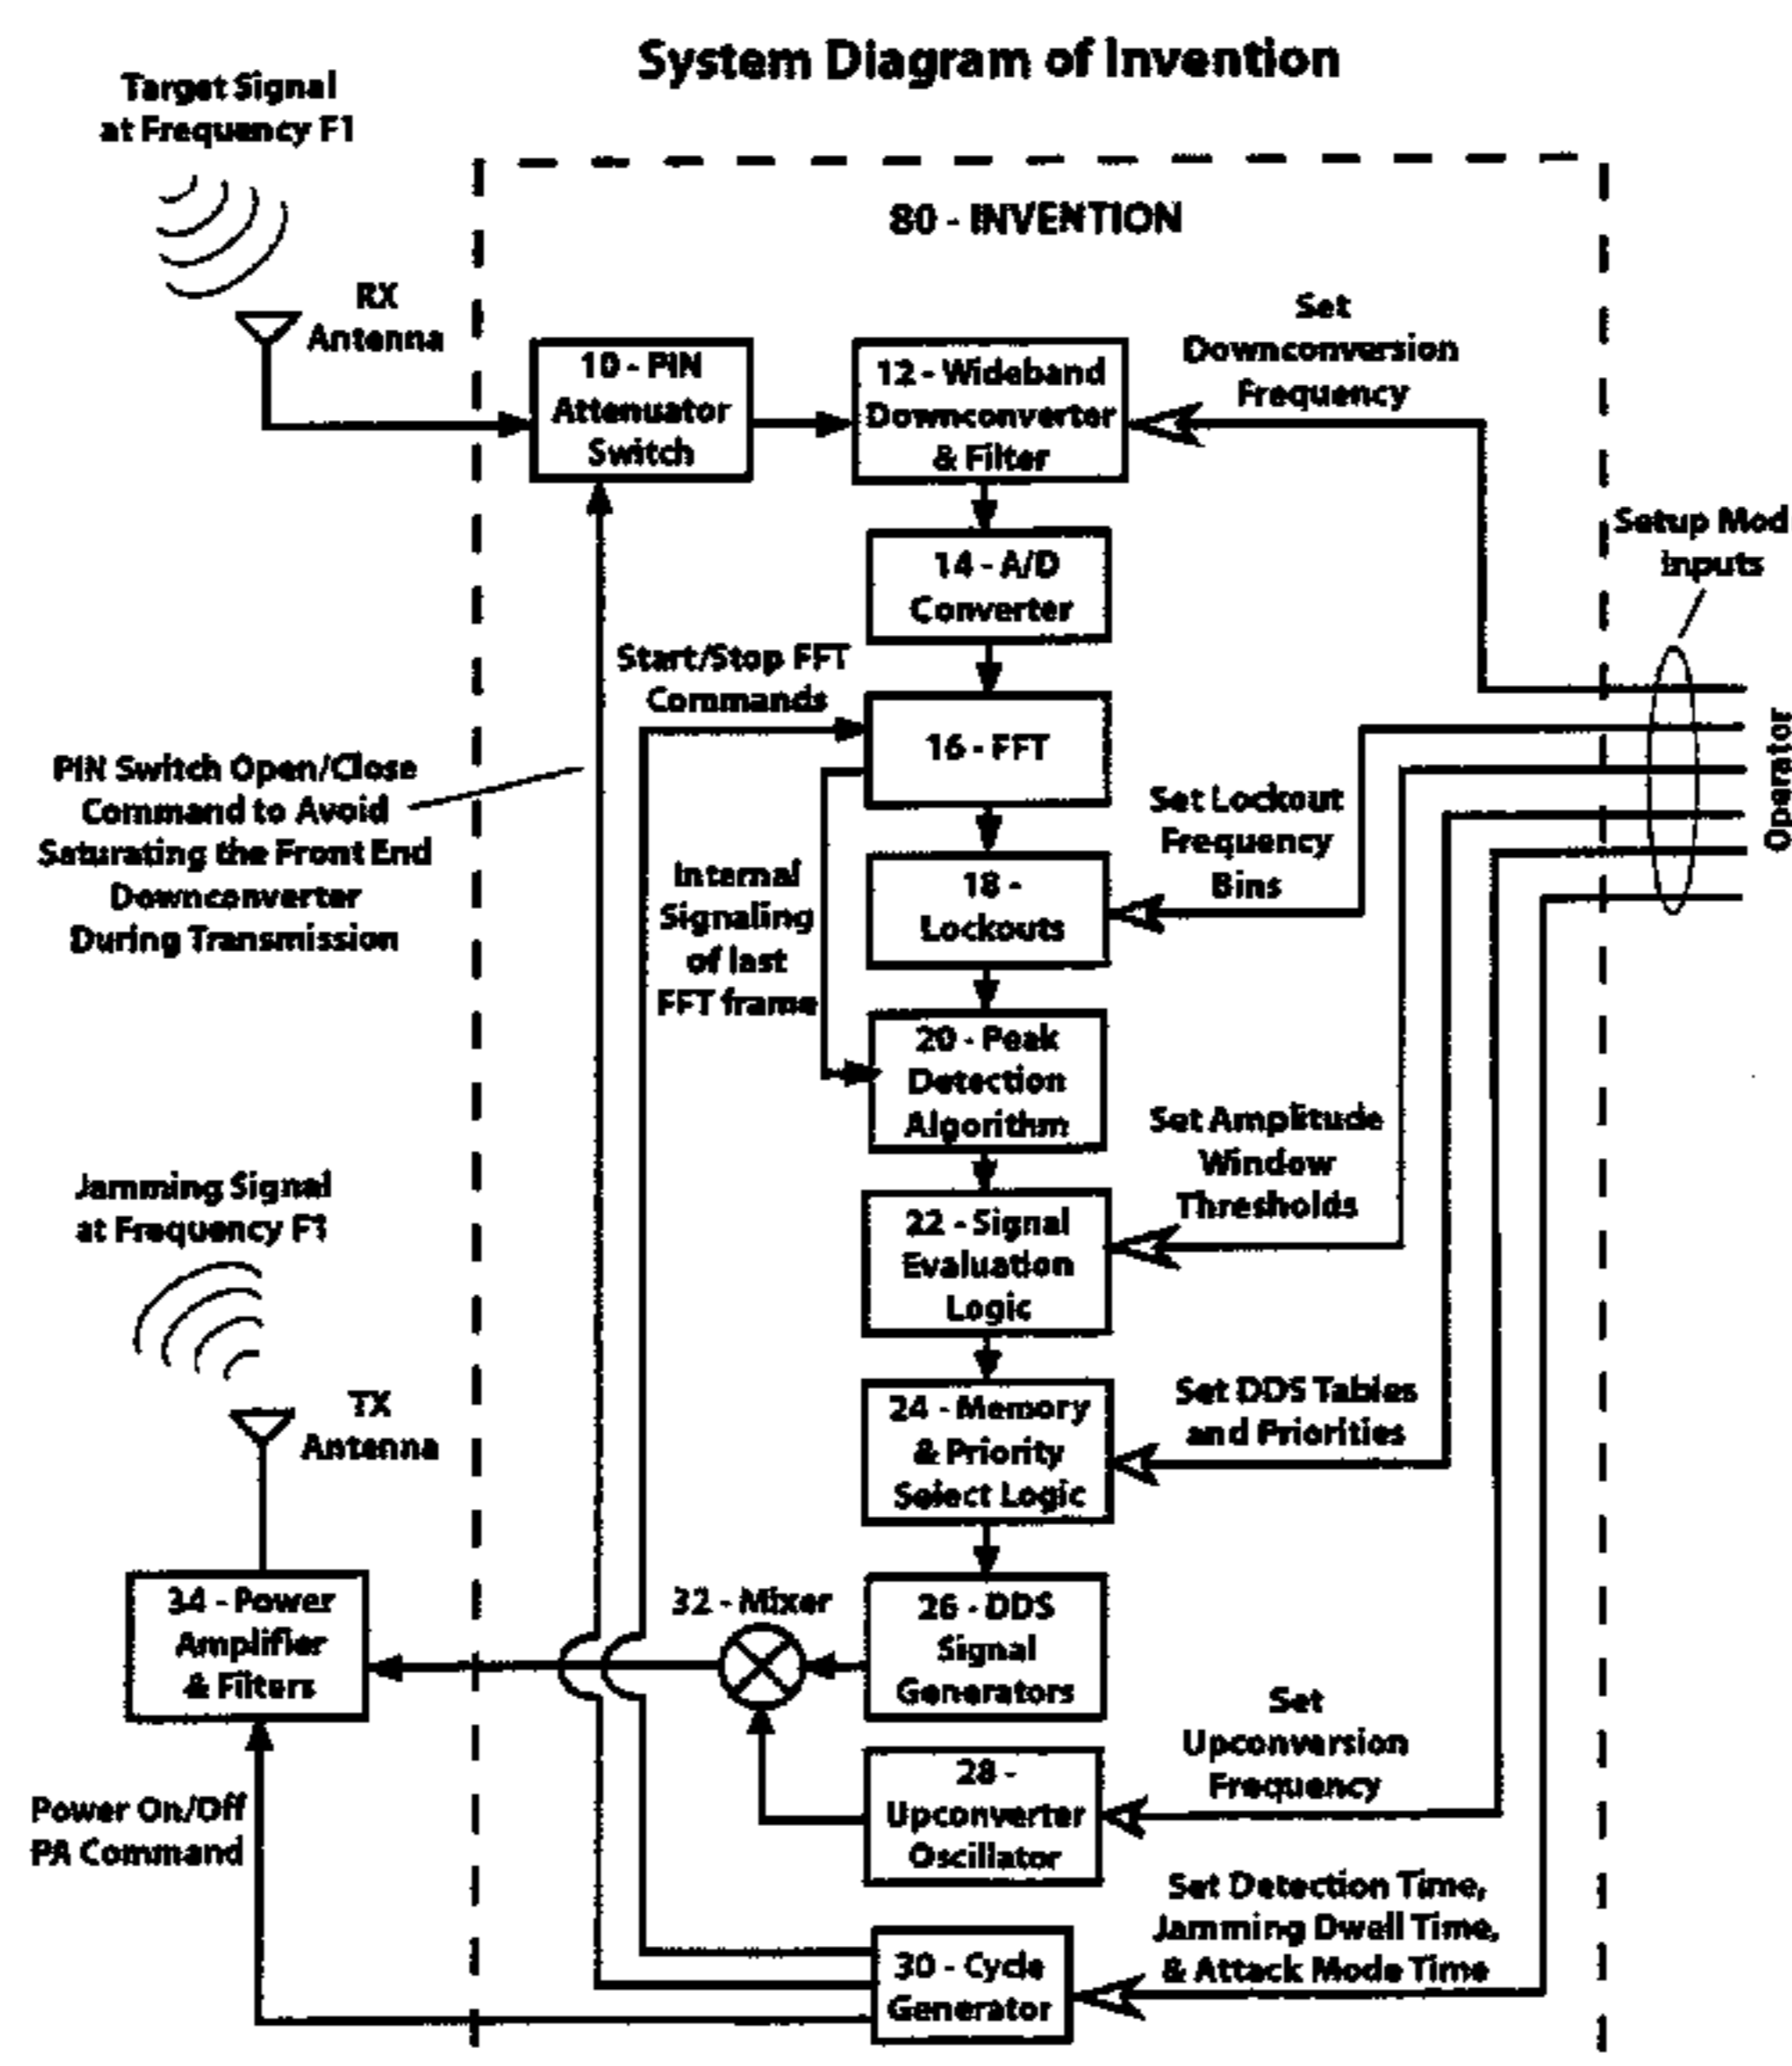 System Diagram of Invention
Target Signal
at Frequency F1
80 - INVENTION
RX
Antenna
10 - PIN
Attenuator
Switch
12 - Wideband
Downconverter
& Filter
Set
Downconversion
Frequency
Setup Mod
Inputs
14 - A/D
Converter
Start/Stop FFT
Commands
16 - FFT
Operator
PIN Switch Open/Close
Command to Avoid
Saturating the Front End
Downconverter
During Transmission
Internal
Signaling
of last
FFT frame
18 -
Lockouts
Set Lockout
Frequency
Bins
20 - Peak
Detection
Algorithm
Set Amplitude
Window
Thresholds
22 - Signal
Evaluation
Logic
Jamming Signal
at Frequency F1
TX
Antenna
24 - Memory
& Priority
Select Logic
Set DDS Tables
and Priorities
34 - Power
Amplifier
& Filters
32 - Mixer
26 - DDS
Signal
Generators
Set
Upconversion
Frequency
28 -
Upconverter
Oscillator
Power On/Off
PA Command
30 - Cycle
Generator
Set Detection Time,
Jamming Dwell Time,
& Attack Mode Time